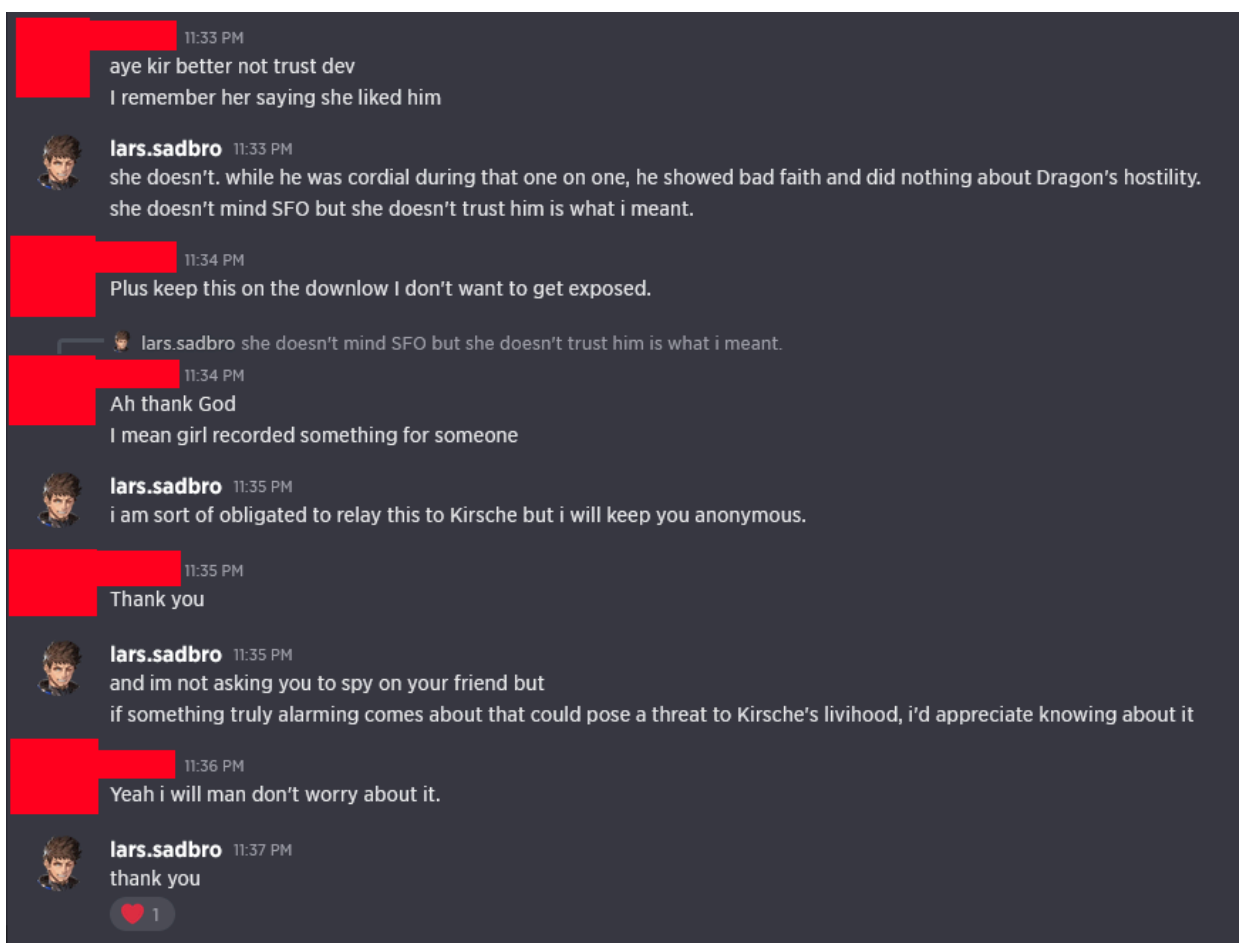 11:33 PM
aye kir better not trust dev
I remember her saying she liked him
lars.sadbro 11:33 PM
she doesn't. while he was cordial during that one on one, he showed bad faith and did nothing about Dragon's hostility.
she doesn't mind SFO but she doesn't trust him is what i meant.
11:34 PM
Plus keep this on the downlow I don't want to get exposed.
lars.sadbro she doesn't mind SFO but she doesn't trust him is what i meant.
11:34 PM
Ah thank God
I mean girl recorded something for someone
lars.sadbro 11:35 PM
i am sort of obligated to relay this to Kirsche but i will keep you anonymous.
11:35 PM
Thank you
lars.sadbro 11:35 PM
and im not asking you to spy on your friend but
if something truly alarming comes about that could pose a threat to Kirsche's livihood, i'd appreciate knowing about it
11:36 PM
Yeah i will man don't worry about it.
lars.sadbro 11:37 PM
thank you
❤️ 1